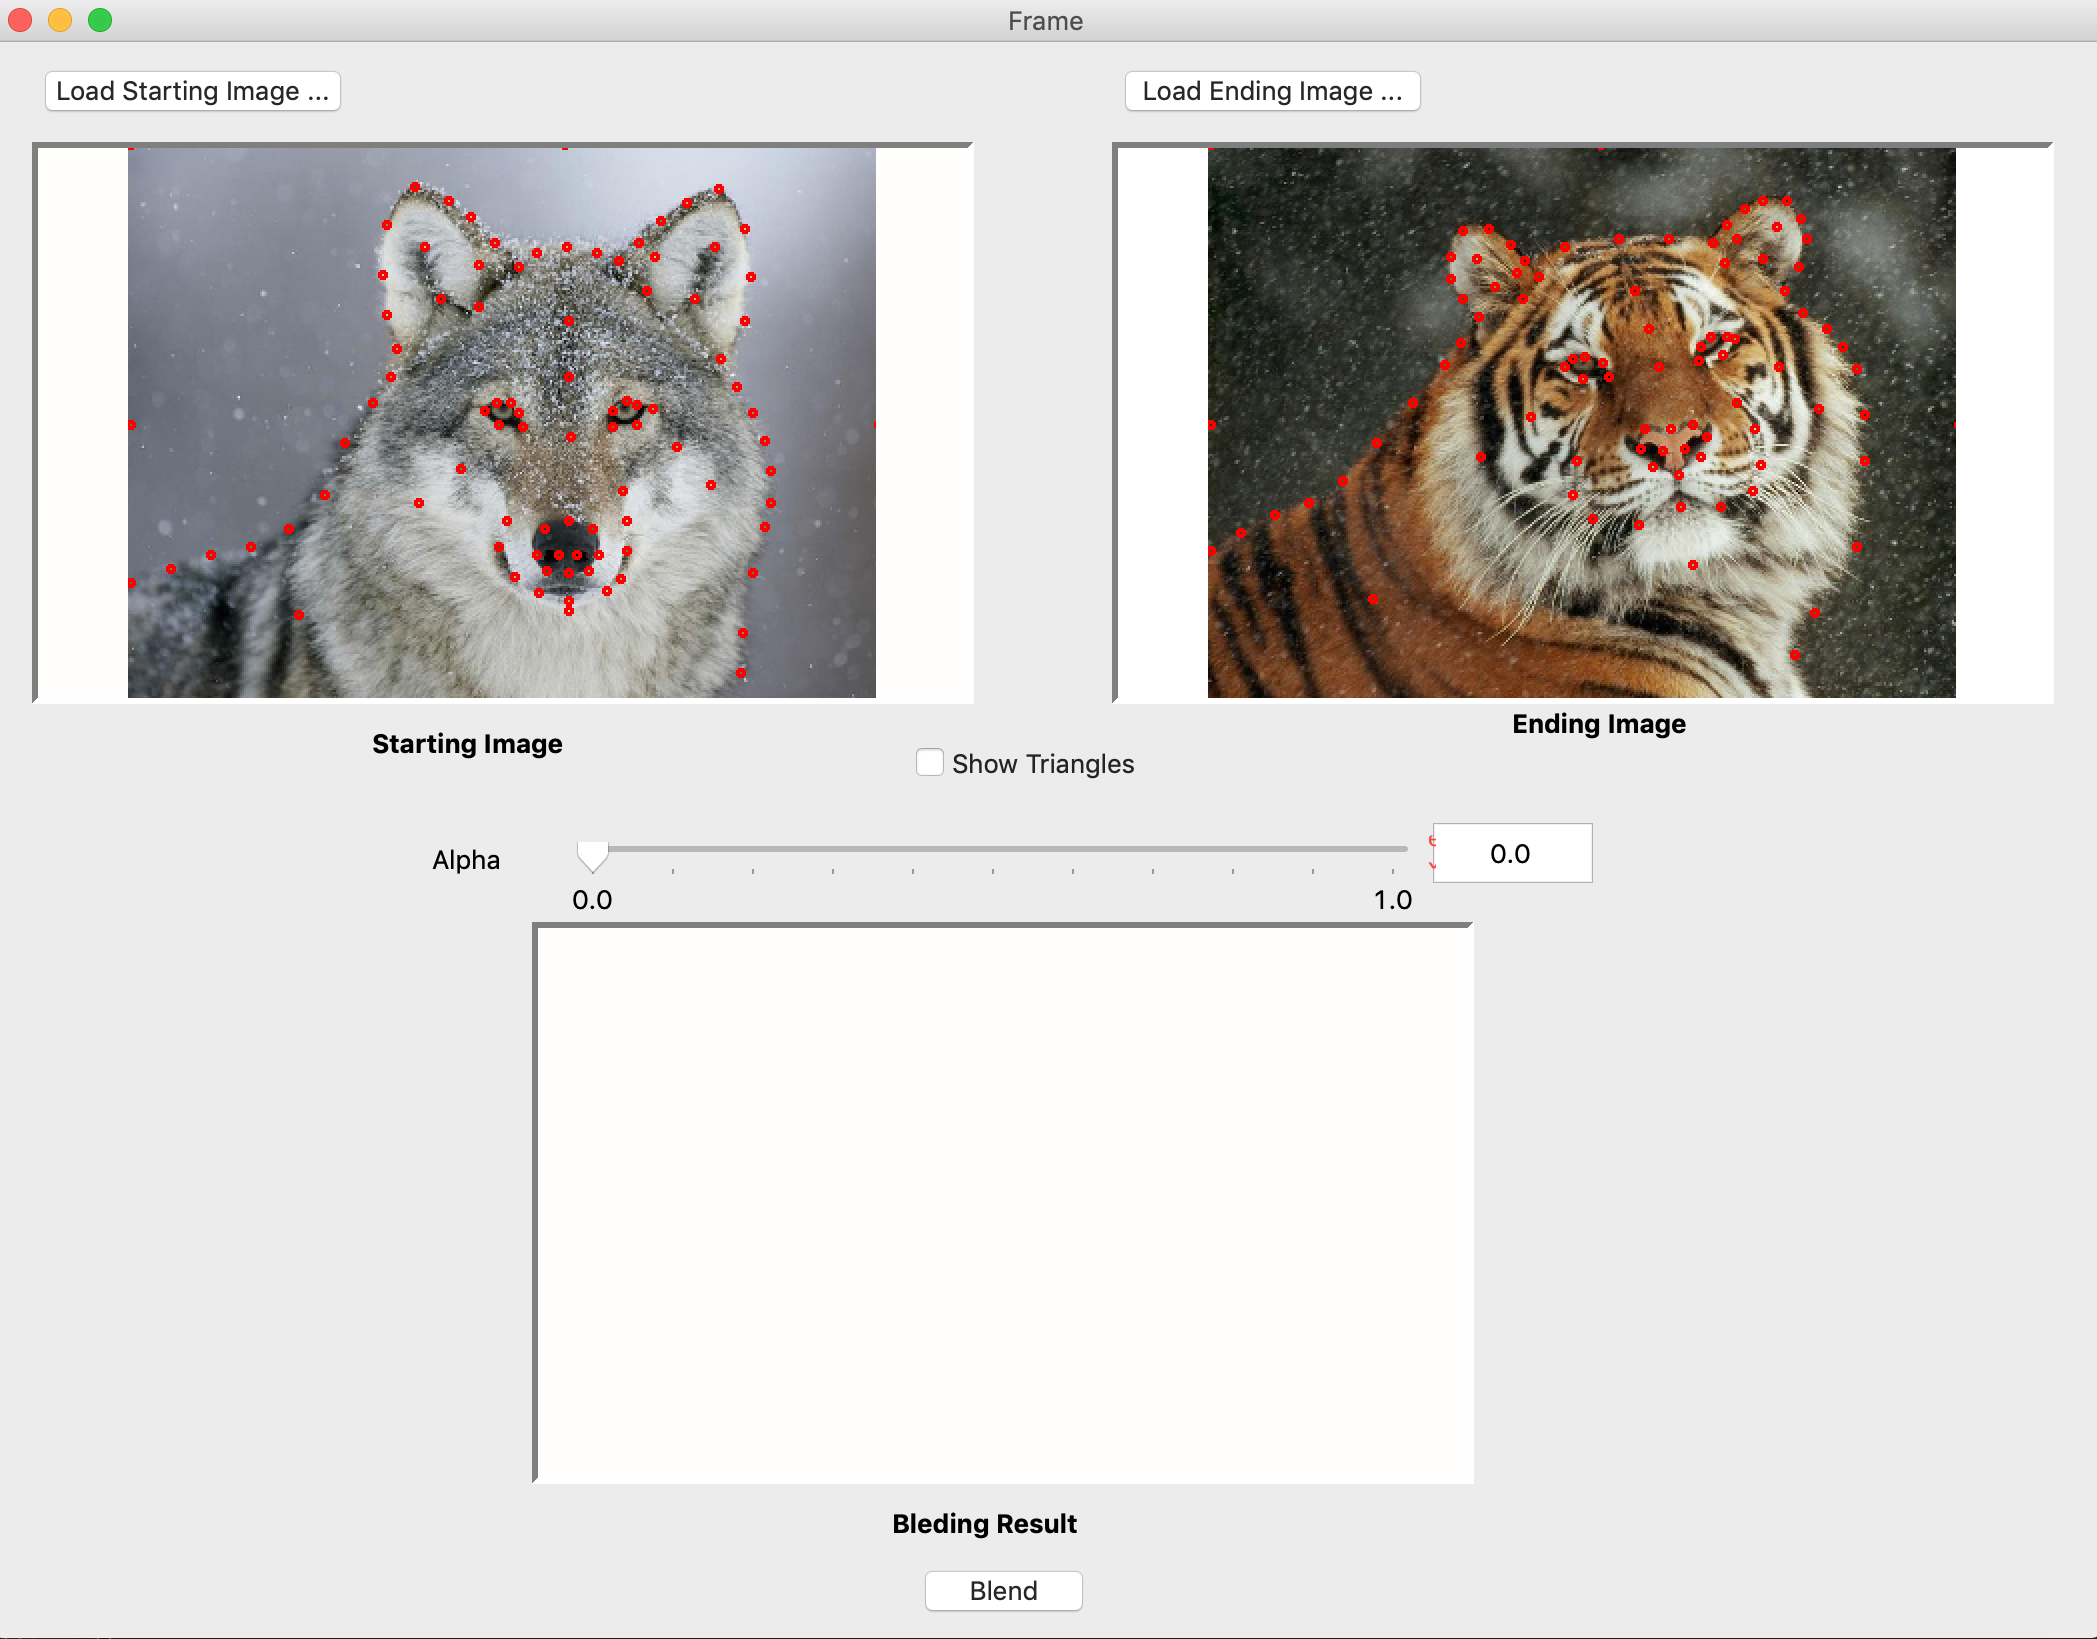 Frame
Load Starting Image ...
Load Ending Image ...
Starting Image
Ending Image
Show Triangles
Alpha
0.0
0.0
1.0
Bleding Result
Blend